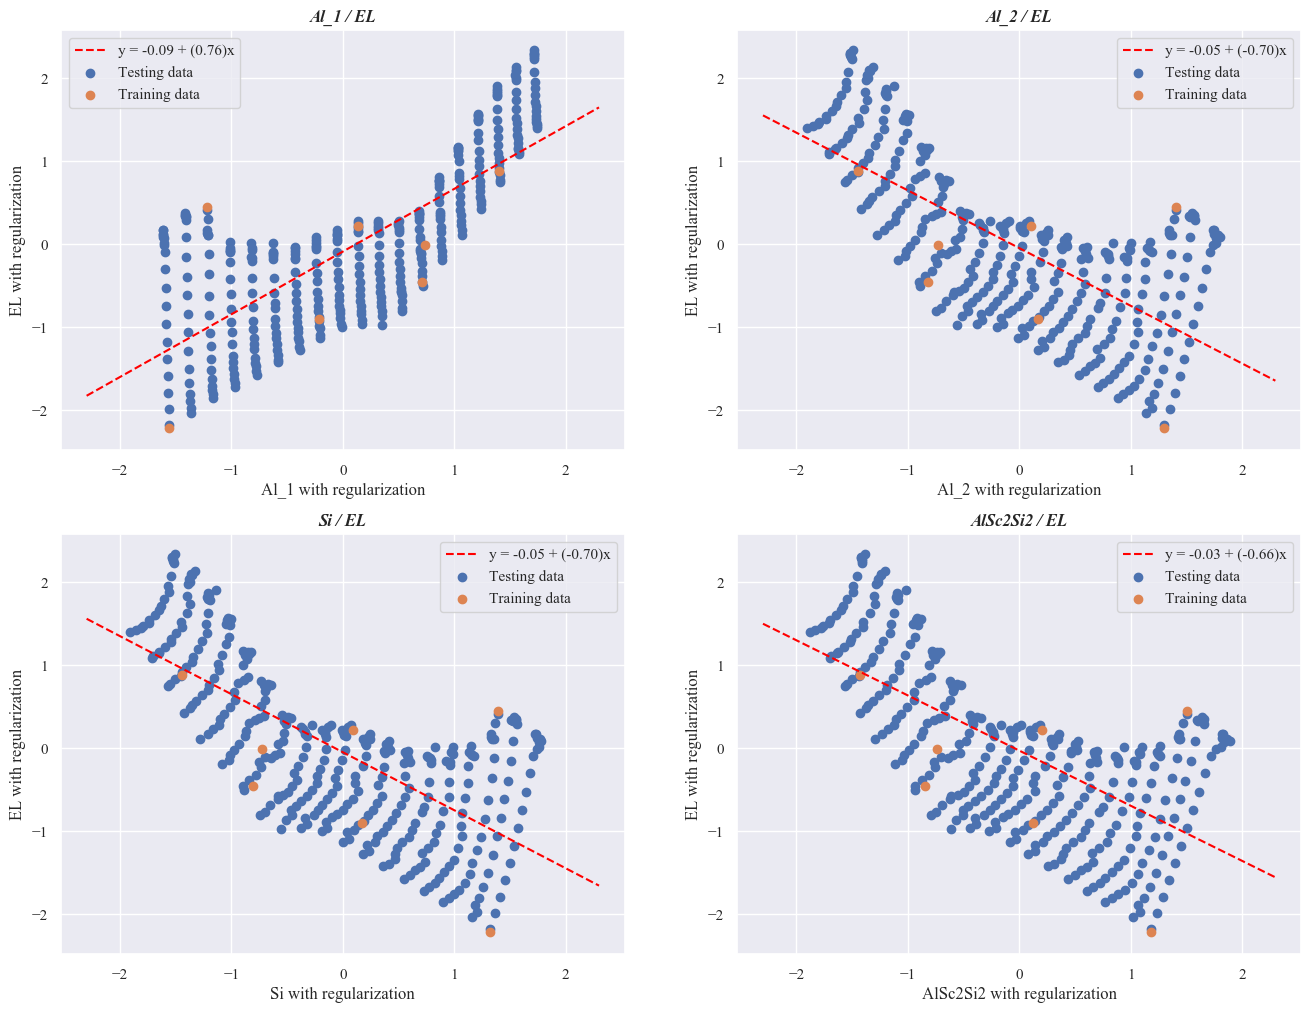 Al_1 / EL
y = -0.09 + (0.76)x
Testing data
Training data
EL with regularization
2
1
0
−1
−2
−2
−1
0
1
2
Al_1 with regularization
Al_2 / EL
y = -0.05 + (-0.70)x
Testing data
Training data
EL with regularization
2
1
0
−1
−2
−2
−1
0
1
2
Al_2 with regularization
Si / EL
y = -0.05 + (-0.70)x
Testing data
Training data
EL with regularization
2
1
0
−1
−2
−2
−1
0
1
2
Si with regularization
AlSc2Si2 / EL
y = -0.03 + (-0.66)x
Testing data
Training data
EL with regularization
2
1
0
−1
−2
−2
−1
0
1
2
AlSc2Si2 with regularization